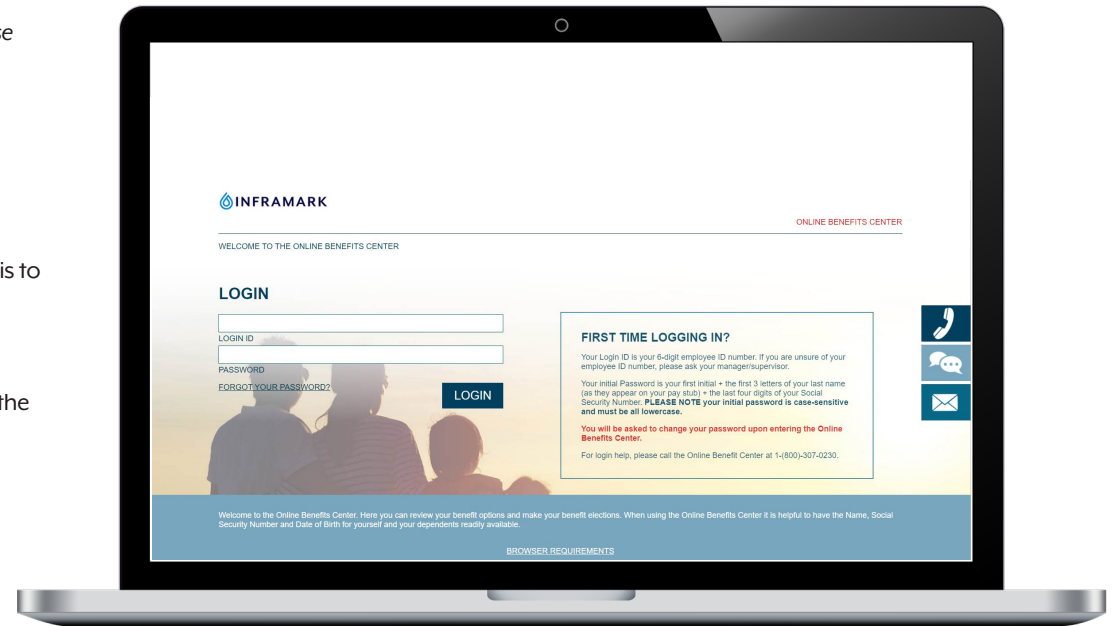 se
is to
the
INFRAMARK
ONLINE BENEFITS CENTER
WELCOME TO THE ONLINE BENEFITS CENTER
LOGIN
LOGIN ID
PASSWORD
FORGOT YOUR PASSWORD?
LOGIN
FIRST TIME LOGGING IN?
Your Login ID is your 6-digit employee ID number. If you are unsure of your
employee ID number, please ask your manager/supervisor.
Your initial Password is your first initial + the first 3 letters of your last name
(as they appear on your pay stub) + the last four digits of your Social
Security Number. PLEASE NOTE your initial password is case-sensitive
and must be all lowercase.
You will be asked to change your password upon entering the Online
Benefits Center.
For login help, please call the Online Benefit Center at 1-(800)-307-0230.
Welcome to the Online Benefits Center. Here you can review your benefit options and make your benefit elections. When using the Online Benefits Center it is helpful to have the Name, Social
Security Number and Date of Birth for yourself and your dependents readily available.
BROWSER REQUIREMENTS